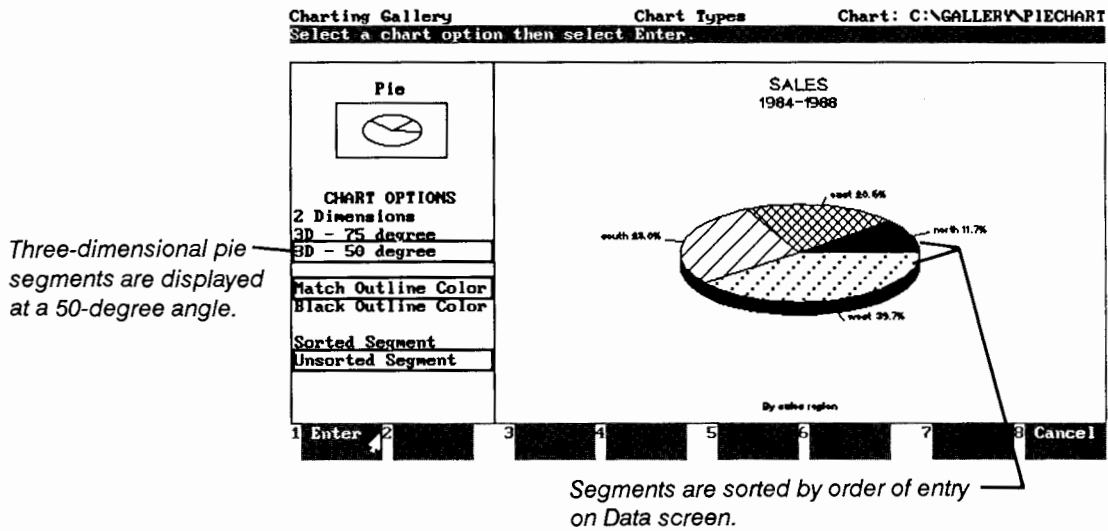 Charting Gallery Chart Types Chart: C:\GALLERY\PIECHART
Select a chart option then select Enter.
Pie
CHART OPTIONS
2 Dimensions
3D - 75 degree
3D - 50 degree
Match Outline Color
Black Outline Color
Sorted Segment
Unsorted Segment
Three-dimensional pie
segments are displayed
at a 50-degree angle.
SALES
1984-1988
east 20.6%
north 11.7%
south 28.0%
west 39.7%
By sales region
1 Enter 2 3 4 5 6 7 8 Cancel
Segments are sorted by order of entry
on Data screen.